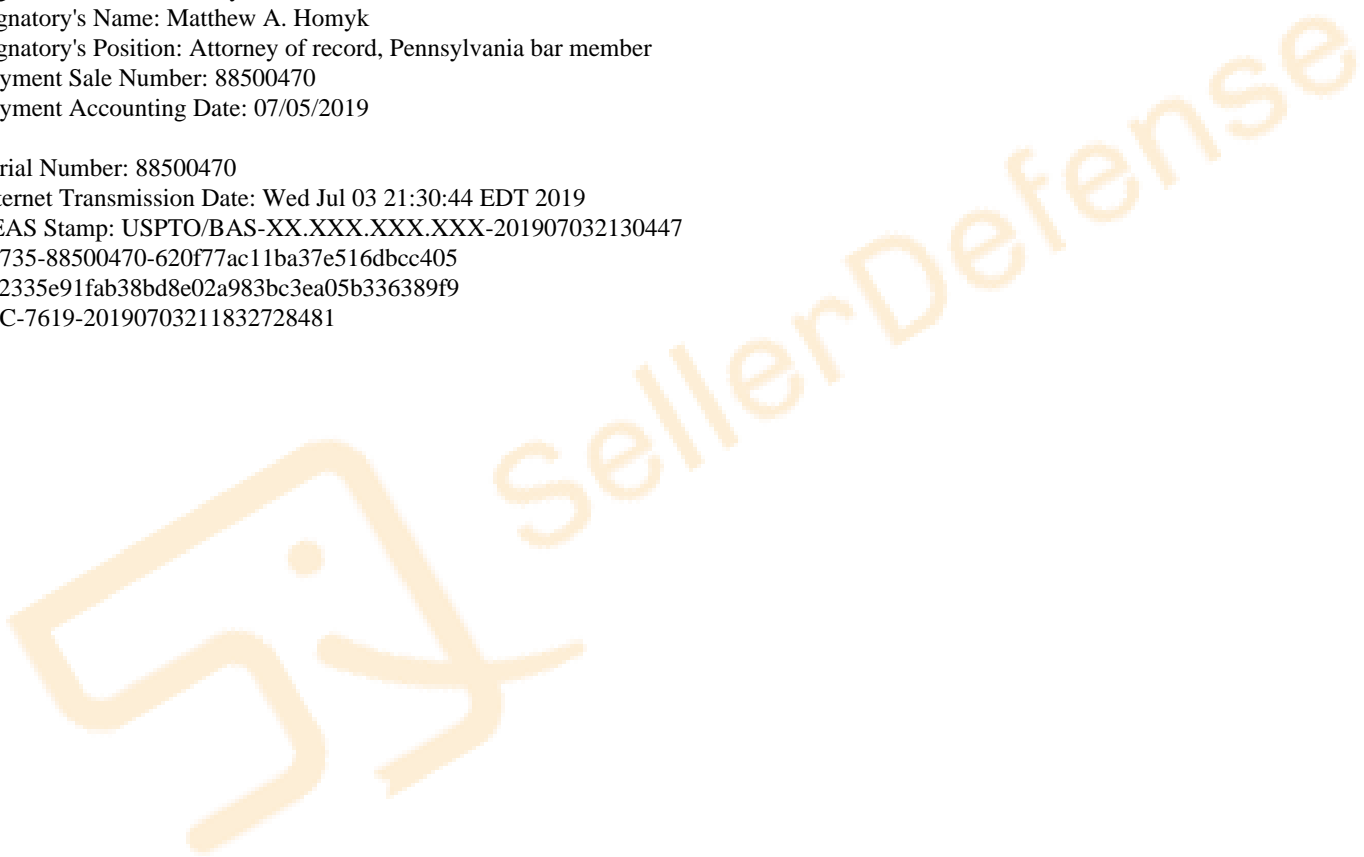 gnatory's Name: Matthew A. Homyk
gnatory's Position: Attorney of record, Pennsylvania bar member
yment Sale Number: 88500470
yment Accounting Date: 07/05/2019
rial Number: 88500470
ternet Transmission Date: Wed Jul 03 21:30:44 EDT 2019
EAS Stamp: USPTO/BAS-XX.XXX.XXX.XXX-201907032130447
735-88500470-620f77ac11ba37e516dbcc405
2335e91fab38bd8e02a983bc3ea05b336389f9
C-7619-20190703211832728481
SellerDefense